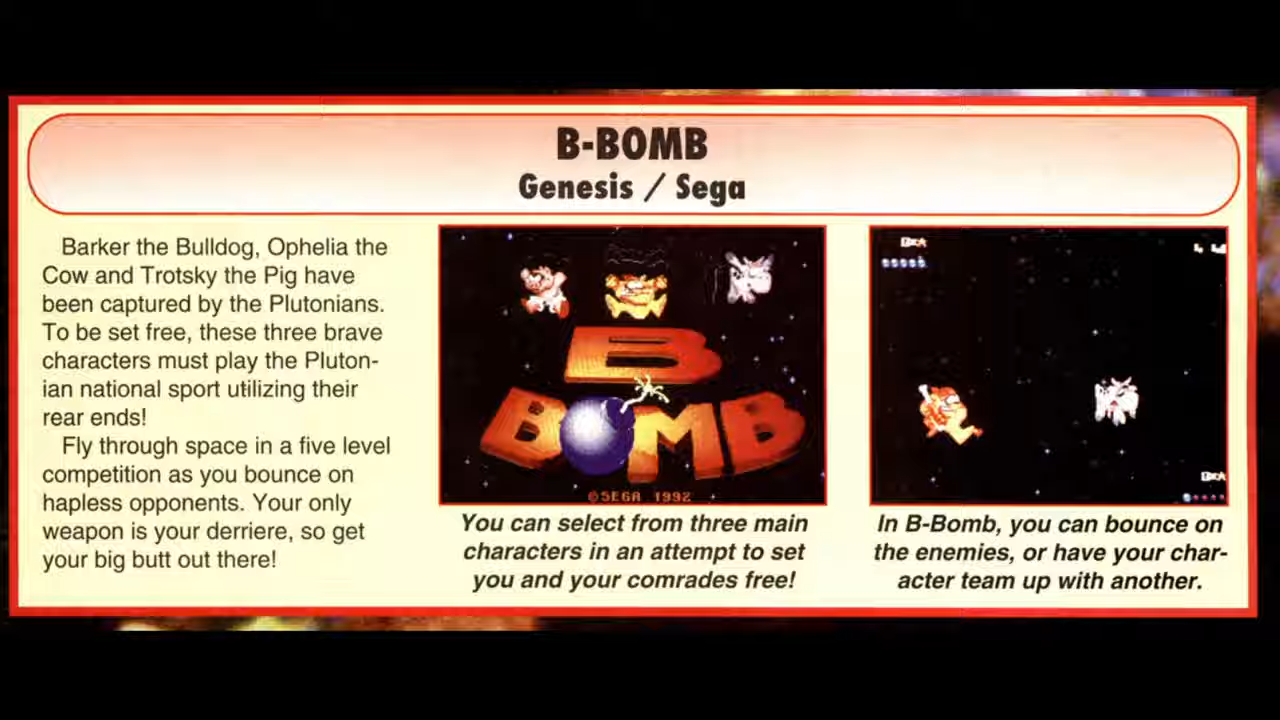 B-BOMB
Genesis / Sega
Barker the Bulldog, Ophelia the
Cow and Trotsky the Pig have
been captured by the Plutonians.
To be set free, these three brave
characters must play the Pluton-
ian national sport utilizing their
rear ends!
Fly through space in a five level
competition as you bounce on
hapless opponents. Your only
weapon is your derriere, so get
your big butt out there!
B
BOMB
©SEGA 1992
You can select from three main
characters in an attempt to set
you and your comrades free!
In B-Bomb, you can bounce on
the enemies, or have your char-
acter team up with another.